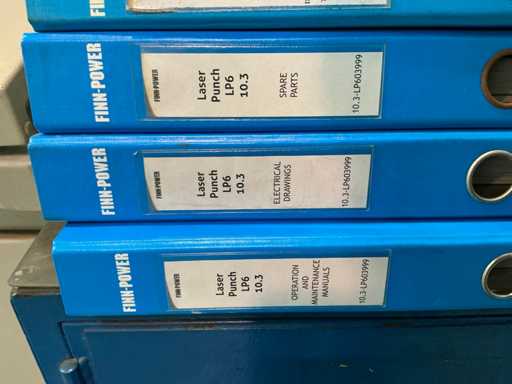 FINN-POWER
FINN-POWER
Laser
Punch
LP6
10.3
SPARE
PARTS
10.3-LP603999
FINN-POWER
FINN-POWER
Laser
Punch
LP6
10.3
ELECTRICAL
DRAWINGS
10.3-LP603999
FINN-POWER
FINN-POWER
Laser
Punch
LP6
10.3
OPERATION
AND
MAINTENANCE
MANUALS
10.3-LP603999